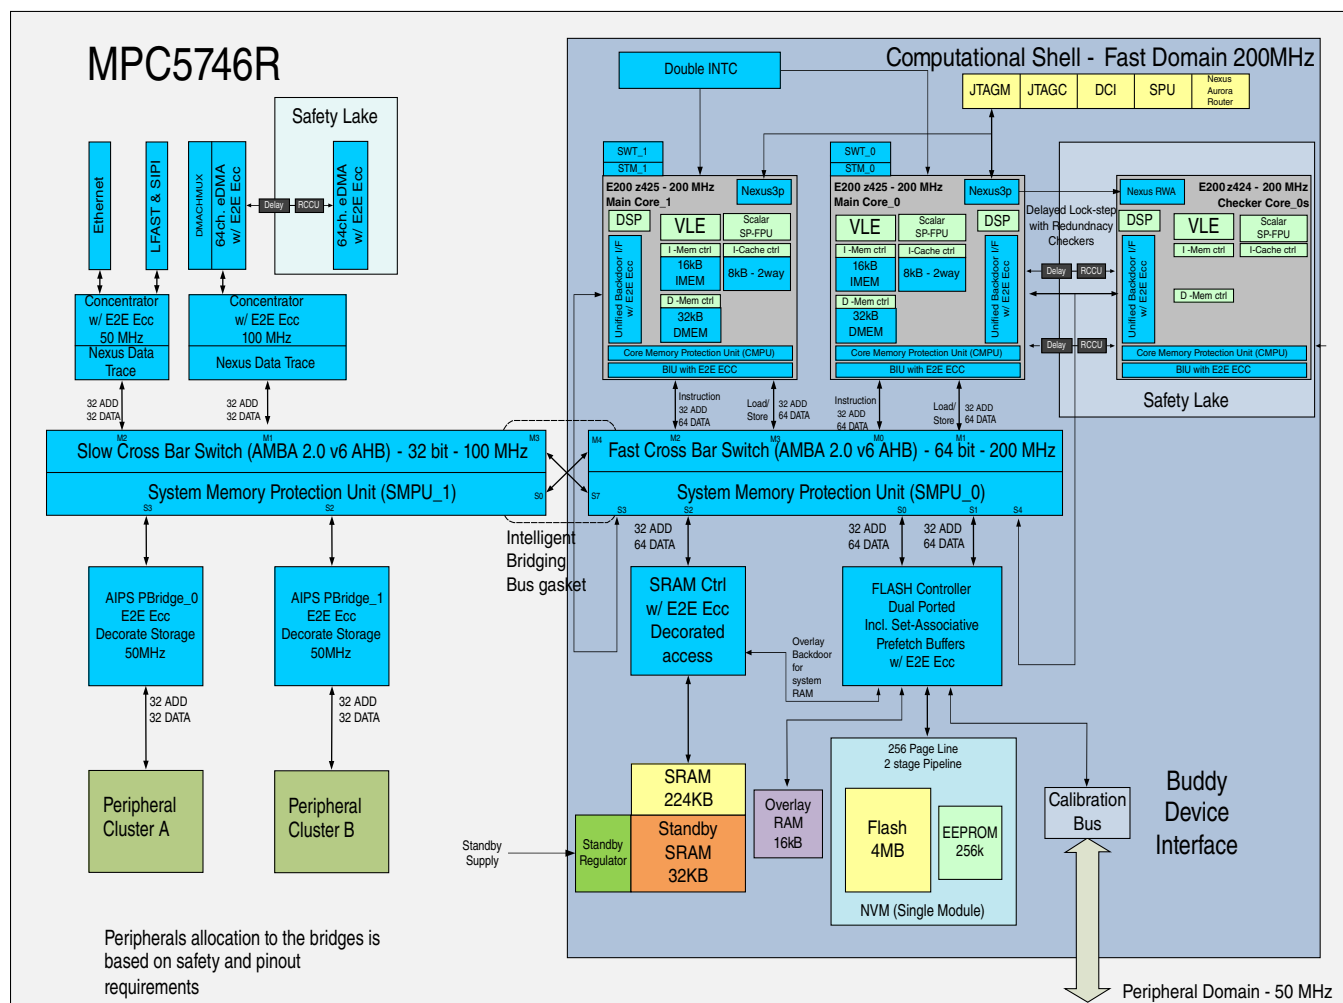 MPC5746R
Computational Shell - Fast Domain 200MHz
Double INTC
JTAGM
JTAGC
DCI
SPU
Nexus
Aurora
Router
Safety Lake
Ethernet
LFAST & SIPI
DMACHMUX
64ch. eDMA
w/ E2E Ecc
Delay
RCCU
64ch. eDMA
w/ E2E Ecc
Concentrator
w/ E2E Ecc
50 MHz
Nexus Data
Trace
Concentrator
w/ E2E Ecc
100 MHz
Nexus Data Trace
32 ADD
32 DATA
32 ADD
32 DATA
SWT_1
STM_1
E200 z425 - 200 MHz
Main Core_1
Nexus3p
DSP
VLE
Scalar
SP-FPU
I -Mem ctrl
I-Cache ctrl
16kB
IMEM
8kB - 2way
Unified Backdoor I/F
w/ E2E Ecc
D -Mem ctrl
32kB
DMEM
Core Memory Protection Unit (CMPU)
BIU with E2E ECC
SWT_0
STM_0
E200 z425 - 200 MHz
Main Core_0
Nexus3p
VLE
Scalar
SP-FPU
DSP
I -Mem ctrl
I-Cache ctrl
16kB
IMEM
8kB - 2way
Unified Backdoor I/F
w/ E2E Ecc
D -Mem ctrl
32kB
DMEM
Core Memory Protection Unit (CMPU)
BIU with E2E ECC
Delayed Lock-step
with Redundnacy
Checkers
Delay
RCCU
Delay
RCCU
Nexus RWA
E200 z424 - 200 MHz
Checker Core_0s
DSP
VLE
Scalar
SP-FPU
I -Mem ctrl
I-Cache ctrl
Unified Backdoor I/F
w/ E2E Ecc
D -Mem ctrl
Core Memory Protection Unit (CMPU)
BIU with E2E ECC
Safety Lake
Instruction
32 ADD
64 DATA
Load/
Store
32 ADD
64 DATA
Instruction
32 ADD
64 DATA
Load/
Store
32 ADD
64 DATA
M2
M1
M3
Slow Cross Bar Switch (AMBA 2.0 v6 AHB) - 32 bit - 100 MHz
System Memory Protection Unit (SMPU_1)
S0
S3
S2
M4
M2
M3
M0
M1
Fast Cross Bar Switch (AMBA 2.0 v6 AHB) - 64 bit - 200 MHz
S7
System Memory Protection Unit (SMPU_0)
S3
S2
S0
S1
S4
Intelligent
Bridging
Bus gasket
32 ADD
64 DATA
32 ADD
64 DATA
32 ADD
64 DATA
AIPS PBridge_0
E2E Ecc
Decorate Storage
50MHz
AIPS PBridge_1
E2E Ecc
Decorate Storage
50MHz
SRAM Ctrl
w/ E2E Ecc
Decorated
access
Overlay
Backdoor
for
system
RAM
FLASH Controller
Dual Ported
Incl. Set-Associative
Prefetch Buffers
w/ E2E Ecc
32 ADD
32 DATA
32 ADD
32 DATA
Peripheral
Cluster A
Peripheral
Cluster B
Standby
Supply
Standby
Regulator
SRAM
224KB
Standby
SRAM
32KB
Overlay
RAM
16kB
256 Page Line
2 stage Pipeline
Flash
4MB
EEPROM
256k
NVM (Single Module)
Calibration
Bus
Buddy
Device
Interface
Peripherals allocation to the bridges is
based on safety and pinout
requirements
Peripheral Domain - 50 MHz